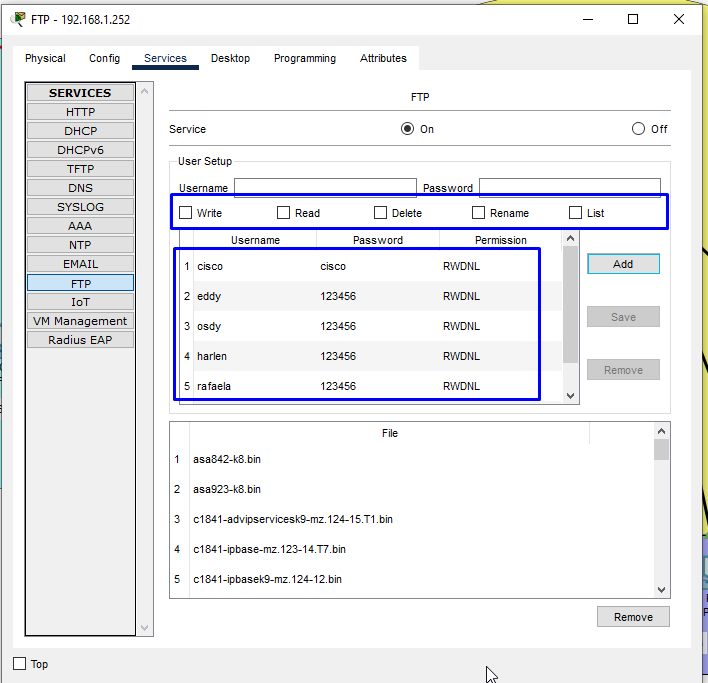 FTP - 192.168.1.252
Physical Config Services Desktop Programming Attributes
SERVICES
HTTP
DHCP
DHCPv6
TFTP
DNS
SYSLOG
AAA
NTP
EMAIL
FTP
IoT
VM Management
Radius EAP
FTP
Service On Off
User Setup
Username Password
Write Read Delete Rename List
Username Password Permission
1 cisco cisco RWDNL
2 eddy 123456 RWDNL
3 osdy 123456 RWDNL
4 harlen 123456 RWDNL
5 rafaela 123456 RWDNL
Add
Save
Remove
File
1 asa842-k8.bin
2 asa923-k8.bin
3 c1841-advipservicesk9-mz.124-15.T1.bin
4 c1841-ipbase-mz.123-14.T7.bin
5 c1841-ipbasek9-mz.124-12.bin
Remove
Top